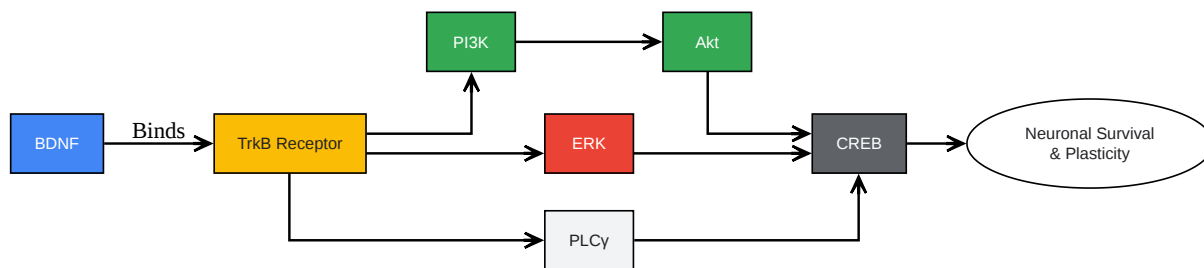 PI3K
Akt
BDNF
Binds
TrkB Receptor
ERK
CREB
Neuronal Survival
& Plasticity
PLCγ